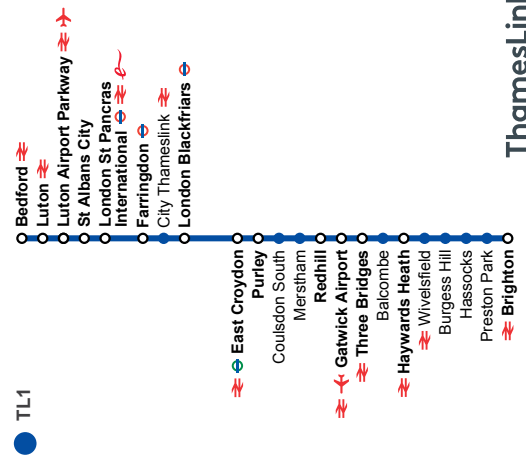 TL1
Bedford
Luton
Luton Airport Parkway
St Albans City
London St Pancras
International
Farringdon
City Thameslink
London Blackfriars
East Croydon
Purley
Coulsdon South
Merstham
Redhill
Gatwick Airport
Three Bridges
Balcombe
Haywards Heath
Wivelsfield
Burgess Hill
Hassocks
Preston Park
Brighton